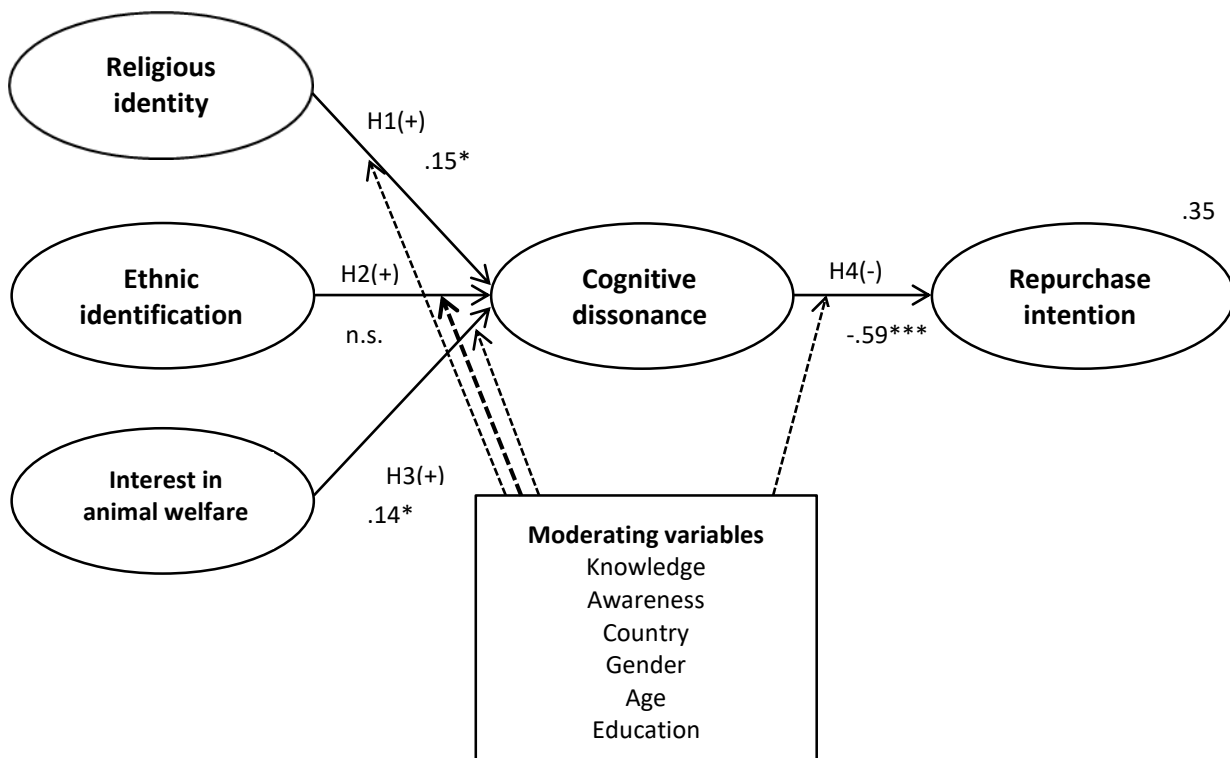 Religious
identity
H1(+)
.15*
Ethnic
identification
H2(+)
n.s.
Cognitive
dissonance
H4(-)
-.59***
.35
Repurchase
intention
Interest in
animal welfare
H3(+)
.14*
Moderating variables
Knowledge
Awareness
Country
Gender
Age
Education